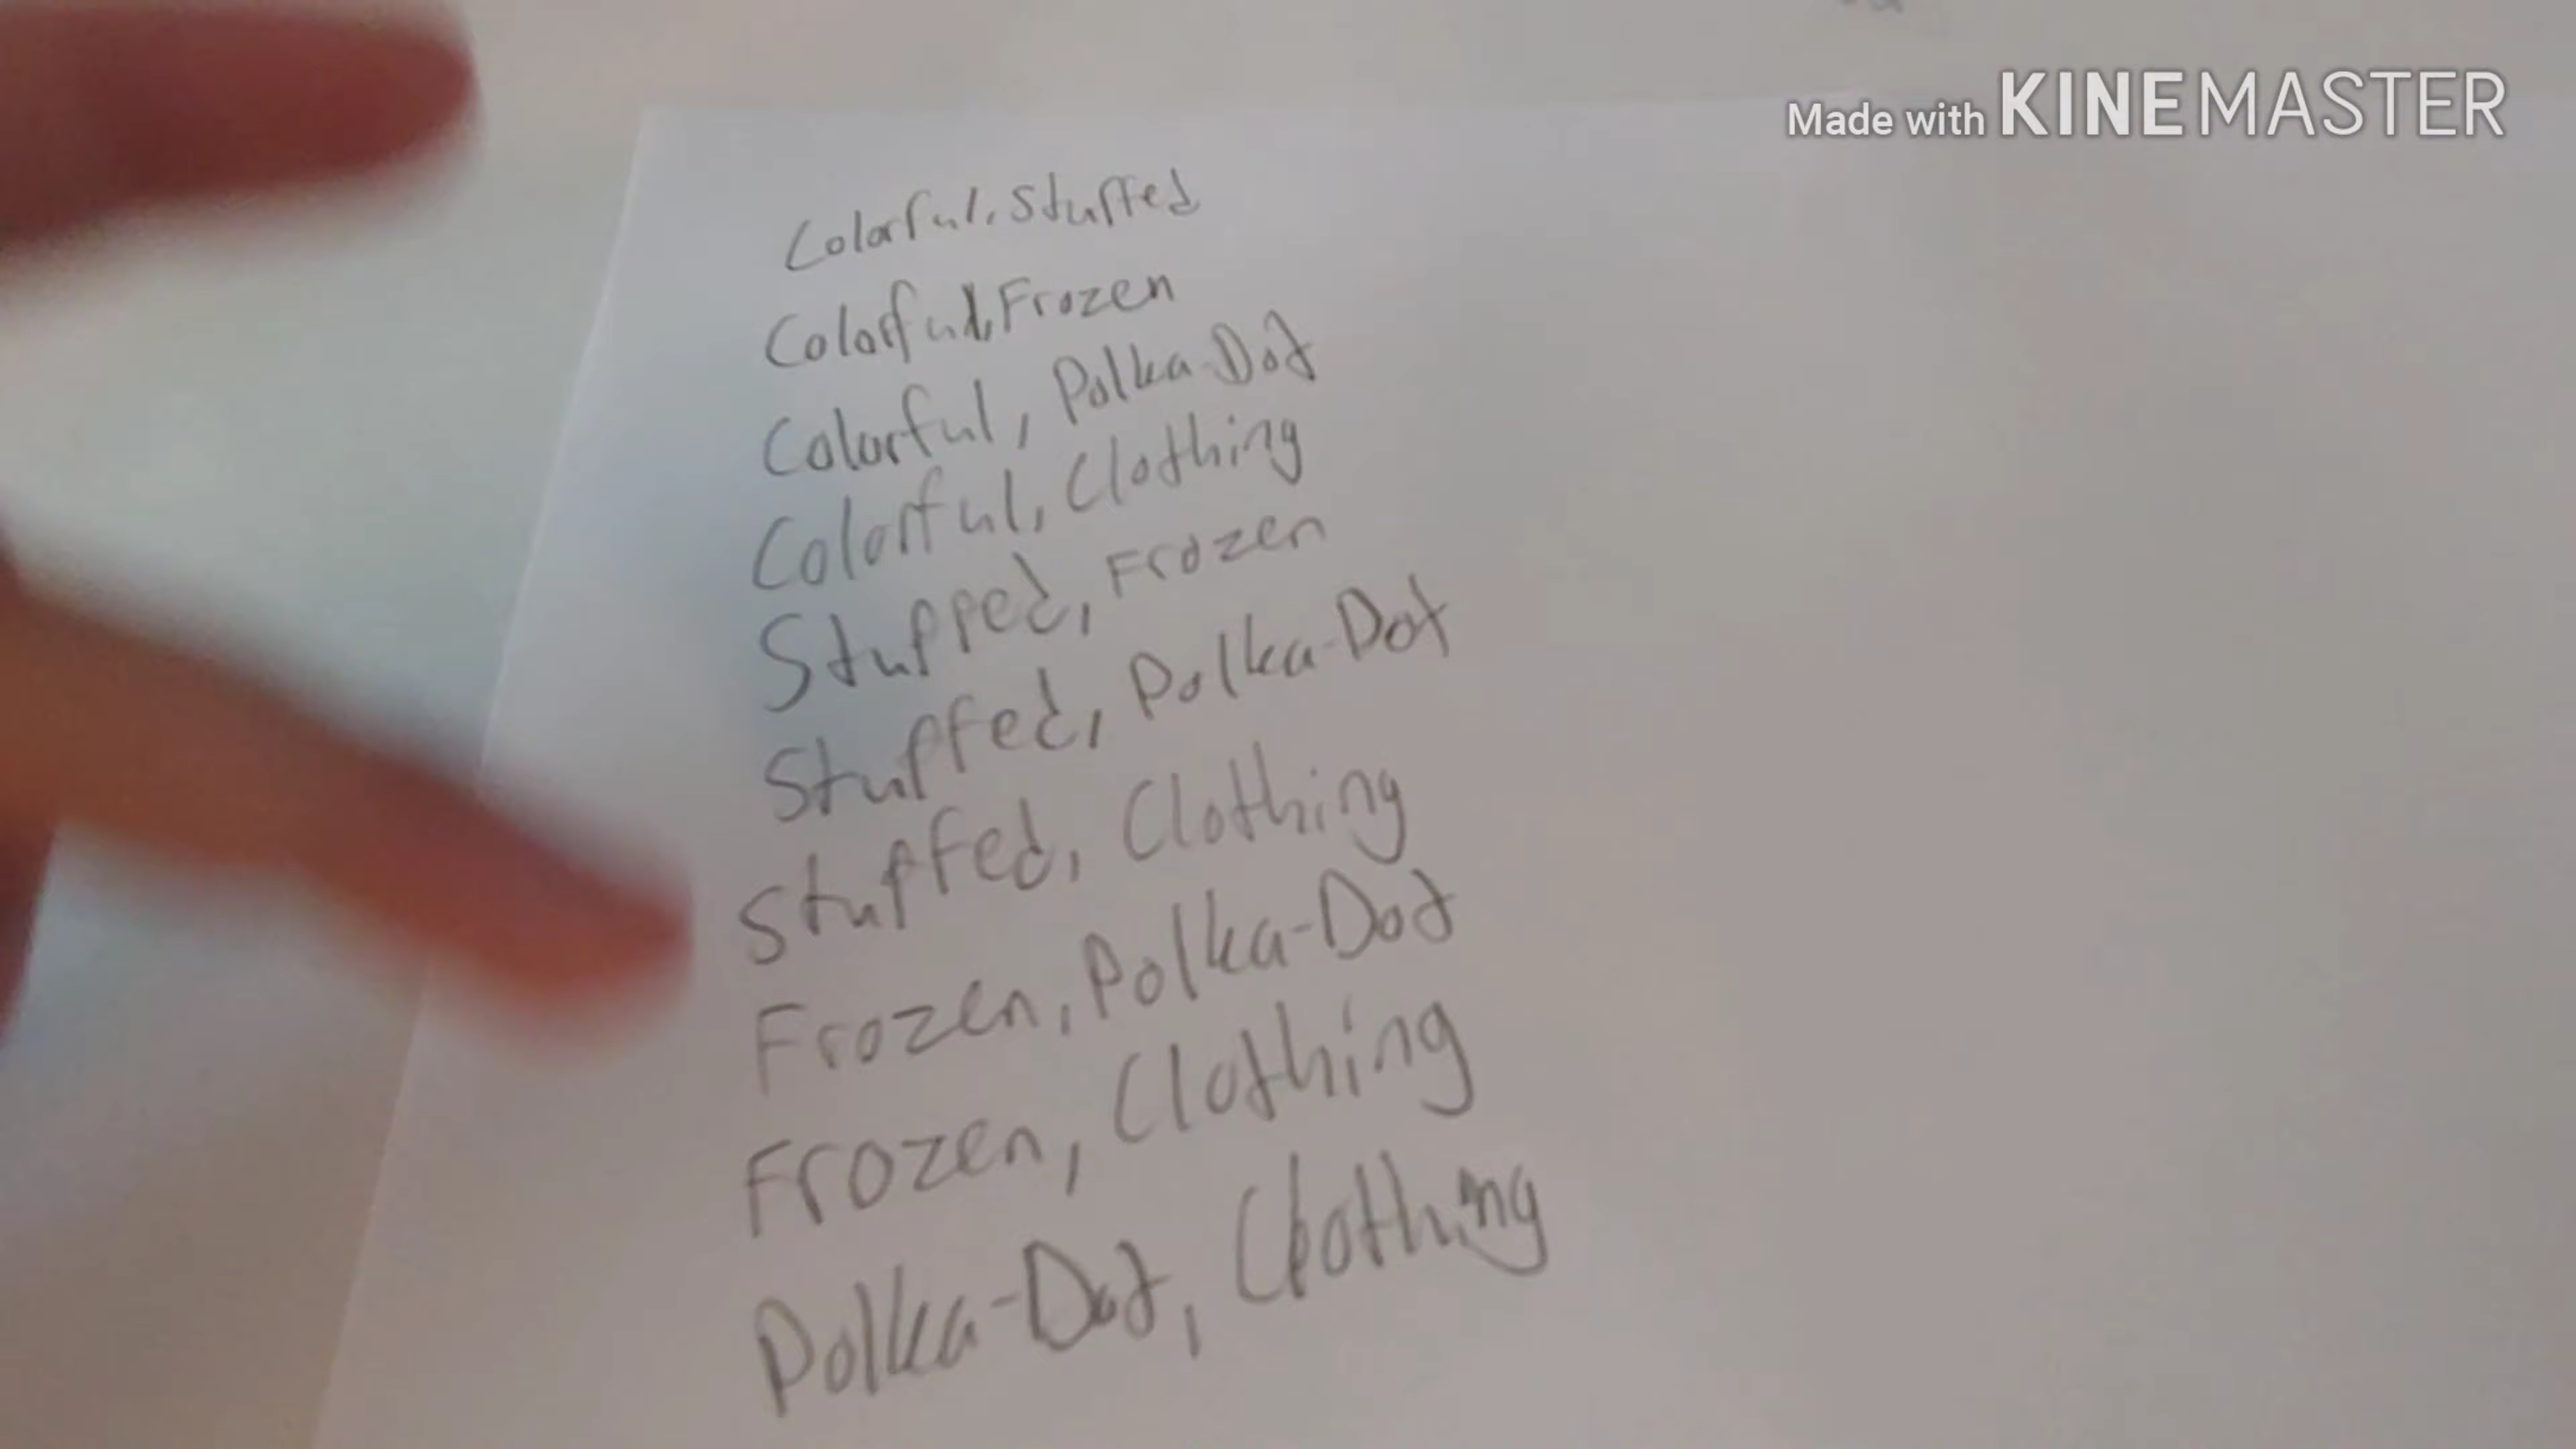 Made with KINEMASTER
Colorful, Stuffed
Colorful, Frozen
Colorful, Polka-Dot
Colorful, Clothing
Stuffed, Frozen
Stuffed, Polka-Dot
Stuffed, Clothing
Frozen, Polka-Dot
Frozen, Clothing
Polka-Dot, Clothing